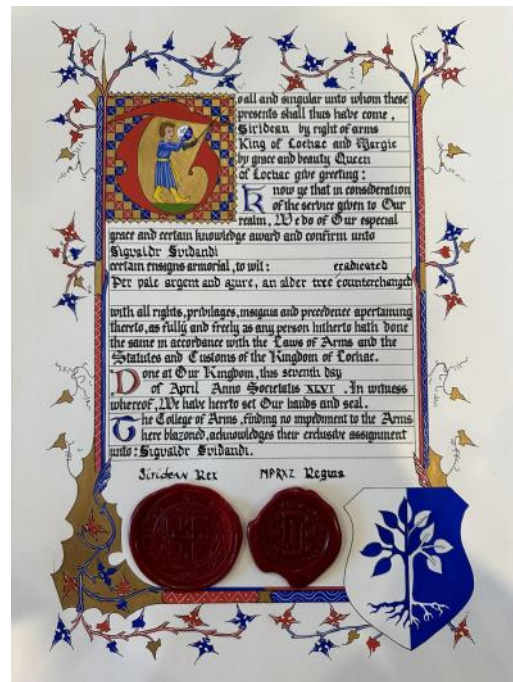 To all and singular unto whom these
presents shall thus have come,
Siridean by right of arms
King of Lochac and Margie
by grace and beauty Queen
of Lochac give greeting:
Know ye that in consideration
of the service given to Our
realm, We do of Our especial
grace and certain knowledge award and confirm unto
Sigvaldr Svidandi
certain ensigns armorial, to wit: eradicated
Per pale argent and azure, an alder tree counterchanged
with all rights, privilages, insignia and precedence apertaining
thereto, as fully and freely as any person hitherto hath done
the same in accordance with the Laws of Arms and the
Statutes and Customs of the Kingdom of Lochac.
Done at Our Kingdom, this seventh day
of April Anno Societatis XLVI. In witness
whereof, We have hereto set Our hands and seal.
The College of Arms, finding no impediment to the Arms
here blazoned, acknowledges their exclusive assignment
unto: Sigvaldr Svidandi.
Siridean Rex Regina